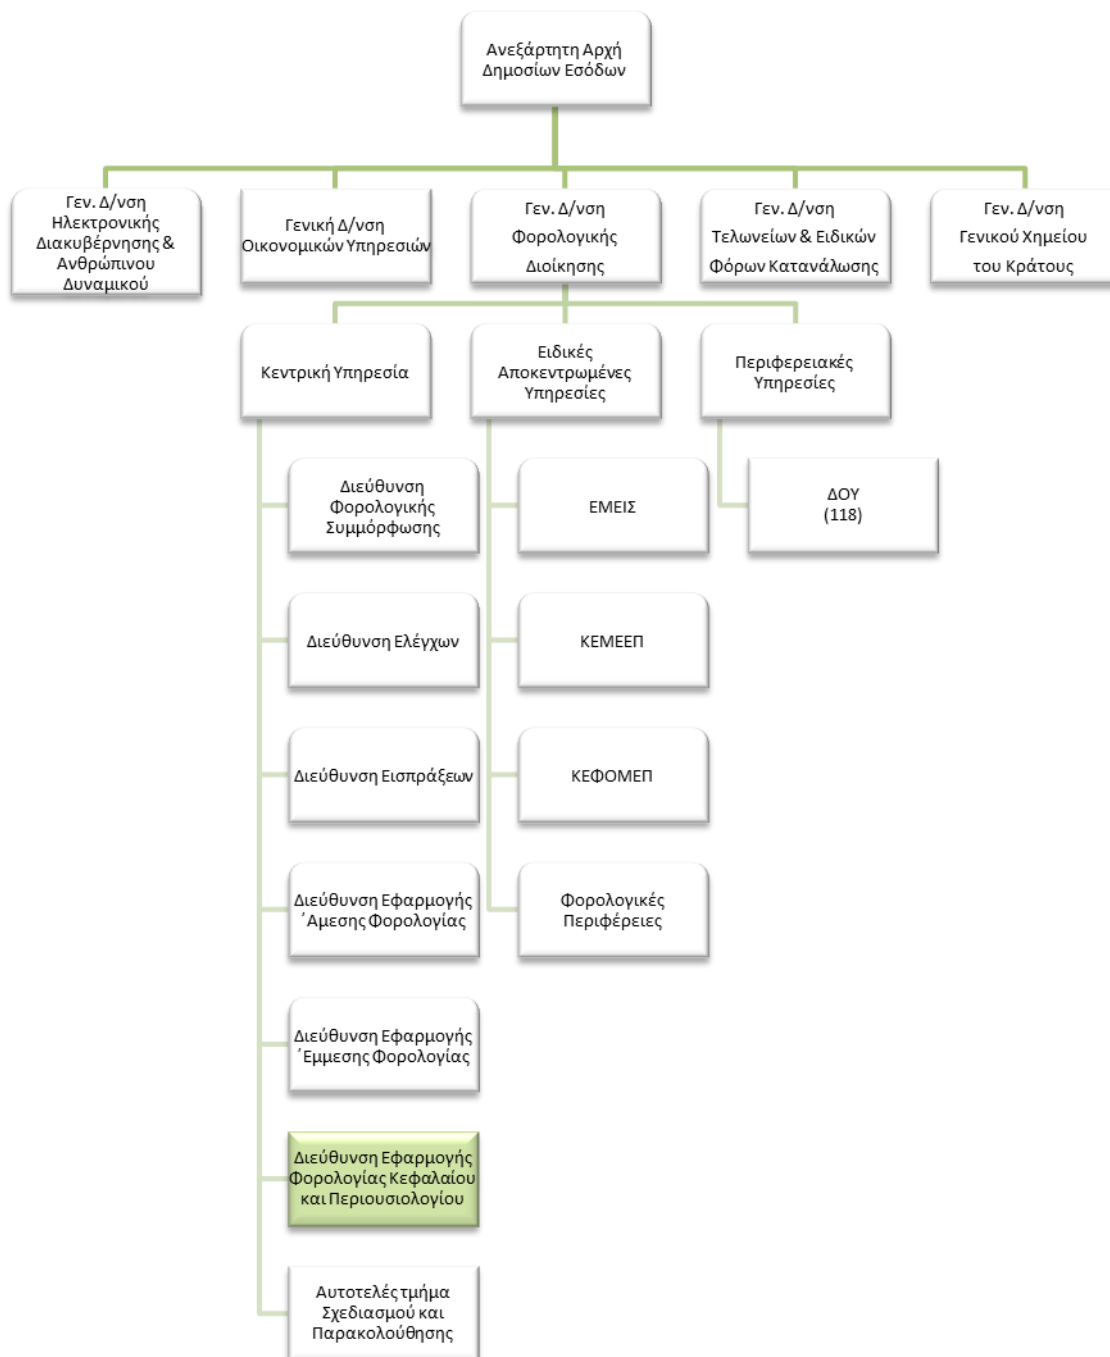 Ανεξάρτητη Αρχή
Δημοσίων Εσόδων
Γεν. Δ/νση
Ηλεκτρονικής
Διακυβέρνησης &
Ανθρώπινου
Δυναμικού
Γενική Δ/νση
Οικονομικών Υπηρεσιών
Γεν. Δ/νση
Φορολογικής
Διοίκησης
Γεν. Δ/νση
Τελωνείων & Ειδικών
Φόρων Κατανάλωσης
Γεν. Δ/νση
Γενικού Χημείου
του Κράτους
Κεντρική Υπηρεσία
Ειδικές
Αποκεντρωμένες
Υπηρεσίες
Περιφερειακές
Υπηρεσίες
Διεύθυνση
Φορολογικής
Συμμόρφωσης
ΕΜΕΙΣ
ΔΟΥ
(118)
Διεύθυνση Ελέγχων
ΚΕΜΕΕΠ
Διεύθυνση Εισπράξεων
ΚΕΦΟΜΕΠ
Διεύθυνση Εφαρμογής
΄Αμεσης Φορολογίας
Φορολογικές
Περιφέρειες
Διεύθυνση Εφαρμογής
΄Εμμεσης Φορολογίας
Διεύθυνση Εφαρμογής
Φορολογίας Κεφαλαίου
και Περιουσιολογίου
Αυτοτελές τμήμα
Σχεδιασμού και
Παρακολούθησης